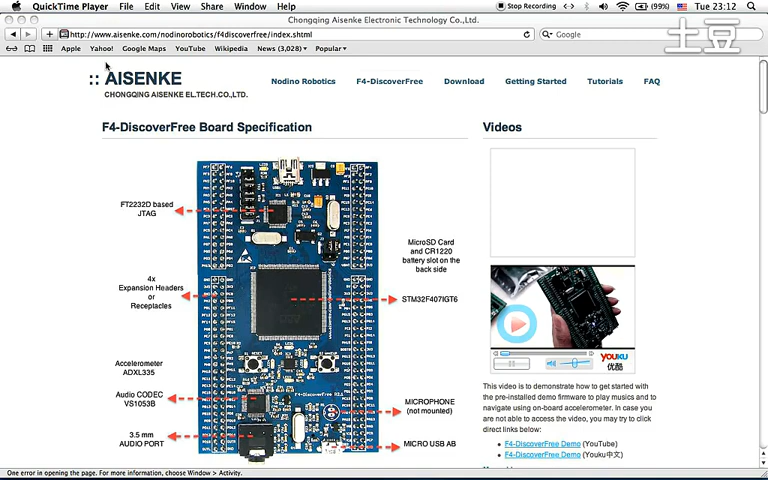 QuickTime Player File Edit View Share Window Help
Stop Recording (99%) Tue 23:12
Chongqing Aisenke Electronic Technology Co.,Ltd.
http://www.aisenke.com/nodinorobotics/f4discoverfree/index.shtml
Google
土豆
Apple Yahoo! Google Maps YouTube Wikipedia News (3,028) Popular
:: AISENKE
CHONGQING AISENKE EL.TECH.CO.,LTD.
Nodino Robotics F4-DiscoverFree Download Getting Started Tutorials FAQ
F4-DiscoverFree Board Specification
Videos
FT2232D based
JTAG
MicroSD Card
and CR1220
battery slot on the
back side
4x
Expansion Headers
or
Receptacles
STM32F407IGT6
Accelerometer
ADXL335
Audio CODEC
VS1053B
F4-DiscoverFree
MICROPHONE
(not mounted)
3.5 mm
AUDIO PORT
MICRO USB AB
YOUKU
优酷
This video is to demonstrate how to get started with
the pre-installed demo firmware to play musics and to
navigate using on-board accelerometer. In case you
are not able to access the video, you may try to click
direct links below:
F4-DiscoverFree Demo (YouTube)
F4-DiscoverFree Demo (Youku中文)
One error in opening the page. For more information, choose Window > Activity.